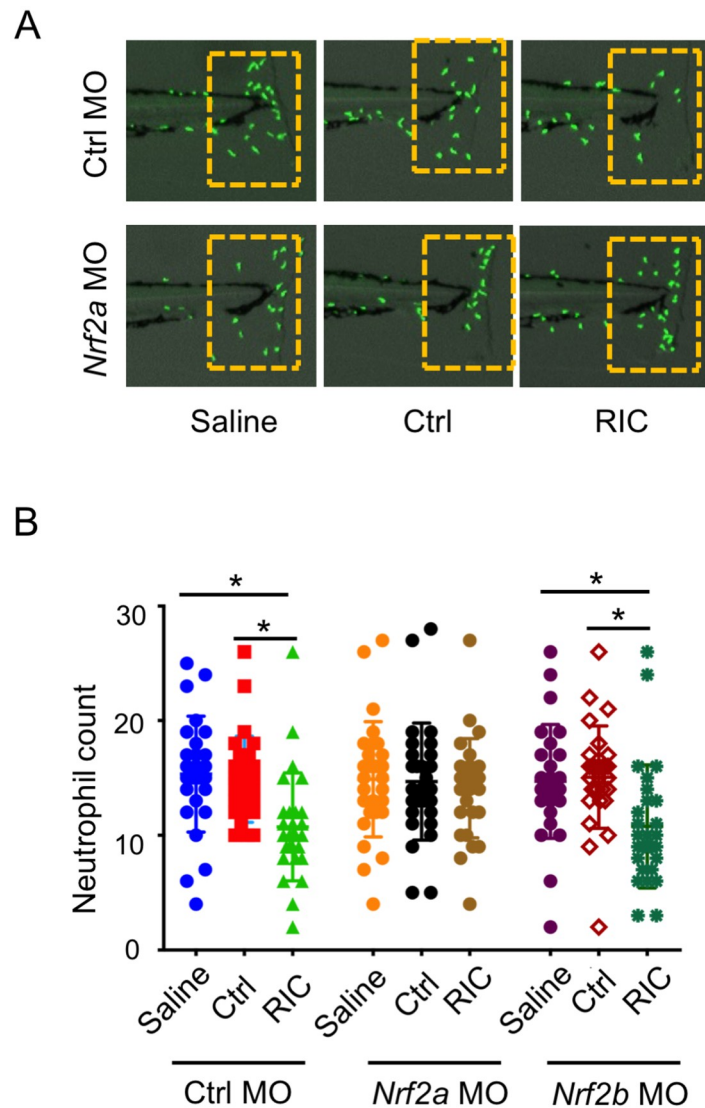 A
Ctrl MO
Nrf2a MO
Saline Ctrl RIC
B
* *
* *
30
20
10
0
Neutrophil count
Saline Ctrl RIC Saline Ctrl RIC Saline Ctrl RIC
Ctrl MO Nrf2a MO Nrf2b MO